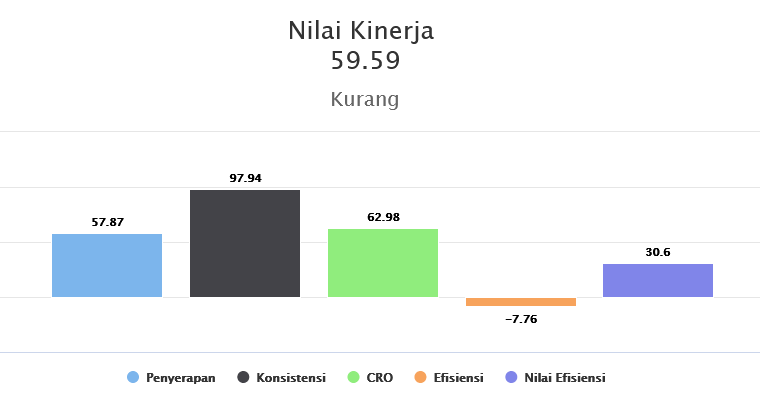 Nilai Kinerja
59.59
Kurang
57.87
97.94
62.98
-7.76
30.6
Penyerapan Konsistensi CRO Efisiensi Nilai Efisiensi